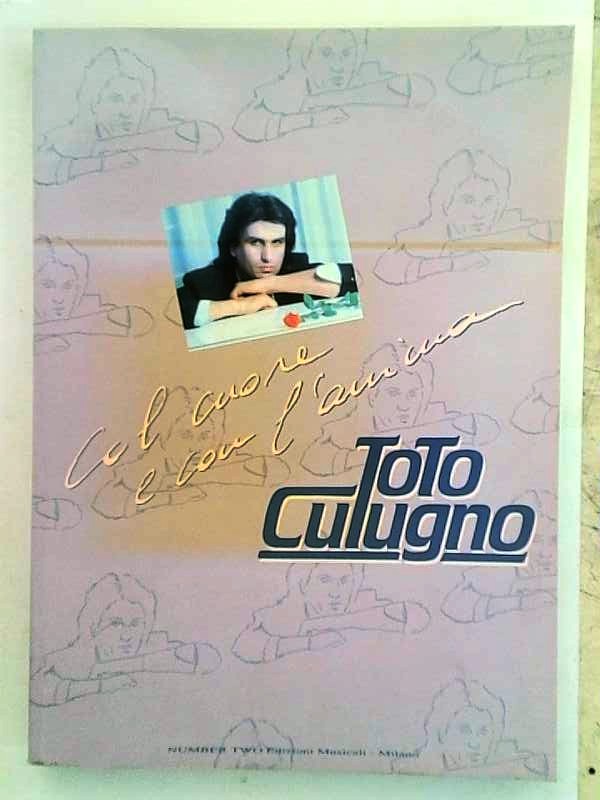 Col cuore
e con l'anima
ToTo
CuTugno
NUMBER TWO Edizioni Musicali - Milano